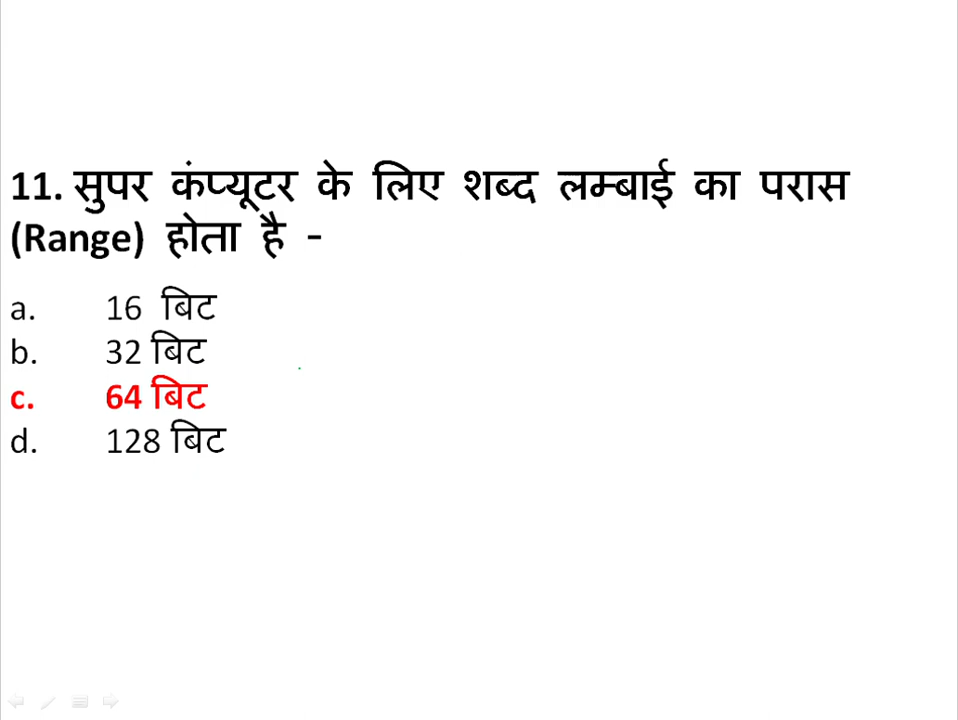 11. सुपर कंप्यूटर के लिए शब्द लम्बाई का परास
(Range) होता है -
a. 16 बिट
b. 32 बिट
c. 64 बिट
d. 128 बिट